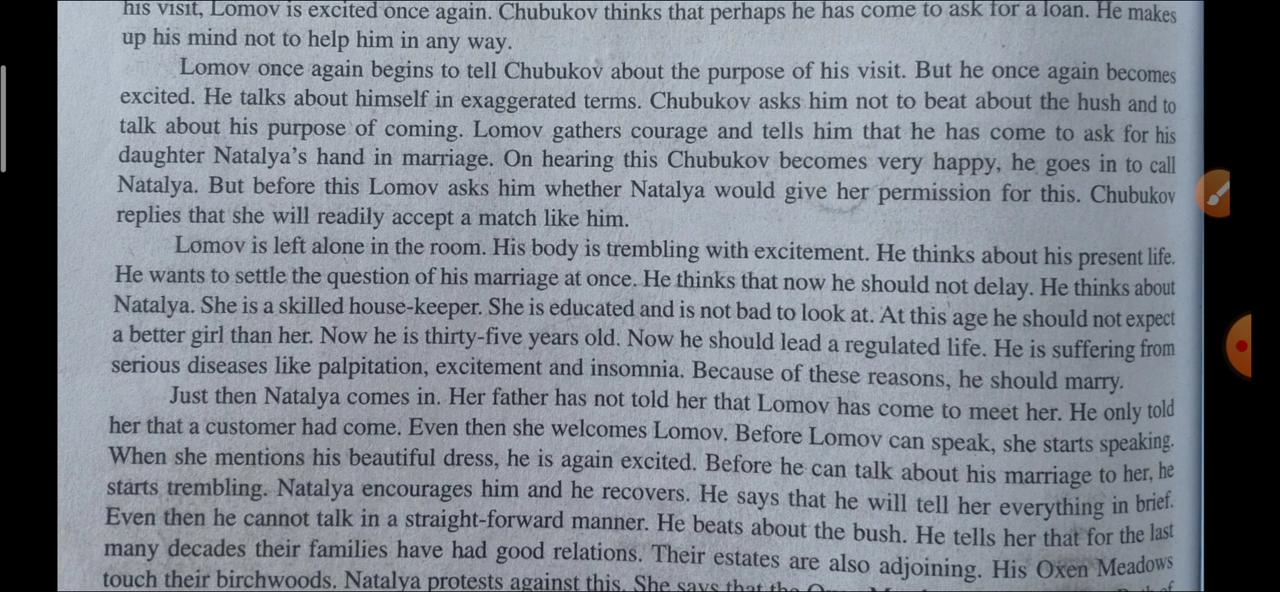 his visit, Lomov is excited once again. Chubukov thinks that perhaps he has come to ask for a loan. He makes
up his mind not to help him in any way.
Lomov once again begins to tell Chubukov about the purpose of his visit. But he once again becomes
excited. He talks about himself in exaggerated terms. Chubukov asks him not to beat about the hush and to
talk about his purpose of coming. Lomov gathers courage and tells him that he has come to ask for his
daughter Natalya's hand in marriage. On hearing this Chubukov becomes very happy, he goes in to call
Natalya. But before this Lomov asks him whether Natalya would give her permission for this. Chubukov
replies that she will readily accept a match like him.
Lomov is left alone in the room. His body is trembling with excitement. He thinks about his present life.
He wants to settle the question of his marriage at once. He thinks that now he should not delay. He thinks about
Natalya. She is a skilled house-keeper. She is educated and is not bad to look at. At this age he should not expect
a better girl than her. Now he is thirty-five years old. Now he should lead a regulated life. He is suffering from
serious diseases like palpitation, excitement and insomnia. Because of these reasons, he should marry.
Just then Natalya comes in. Her father has not told her that Lomov has come to meet her. He only told
her that a customer had come. Even then she welcomes Lomov. Before Lomov can speak, she starts speaking.
When she mentions his beautiful dress, he is again excited. Before he can talk about his marriage to her, he
starts trembling. Natalya encourages him and he recovers. He says that he will tell her everything in brief.
Even then he cannot talk in a straight-forward manner. He beats about the bush. He tells her that for the last
many decades their families have had good relations. Their estates are also adjoining. His Oxen Meadows
touch their birchwoods. Natalya protests against this. She says that the